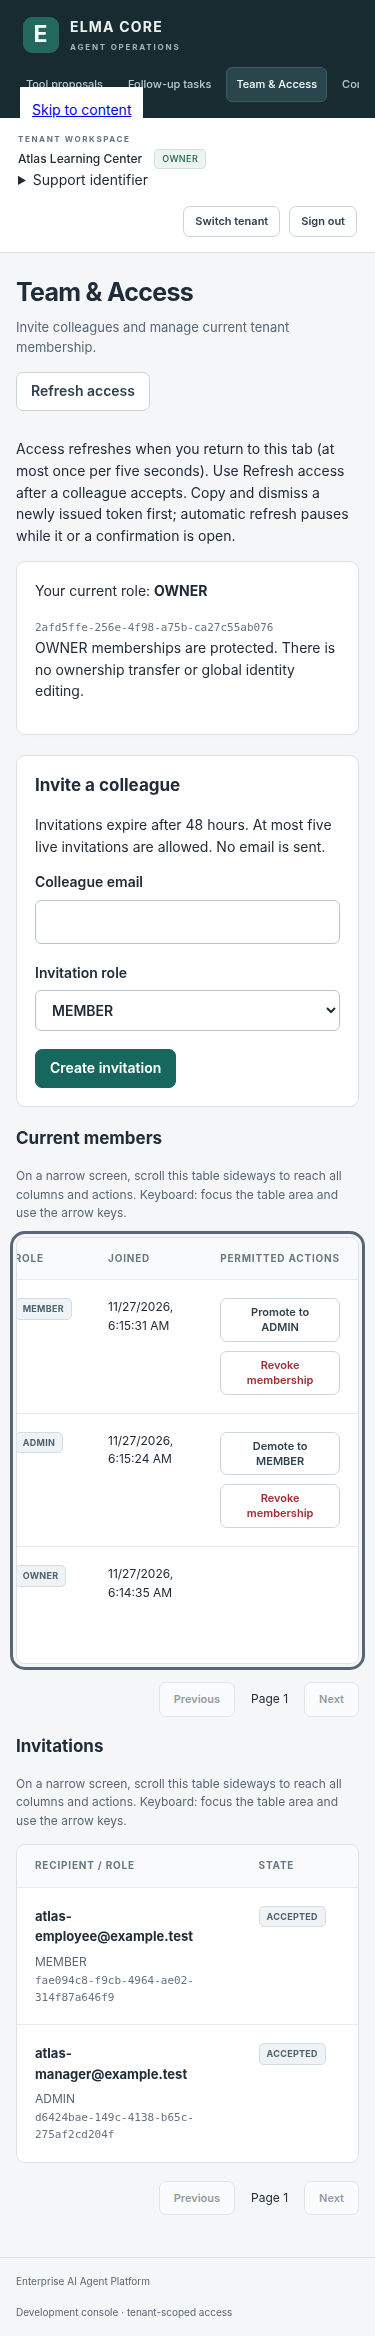 E
ELMA CORE
AGENT OPERATIONS
Tool proposals
Follow-up tasks
Team & Access
Skip to content
TENANT WORKSPACE
Atlas Learning Center
OWNER
▶ Support identifier
Switch tenant
Sign out
Team & Access
Invite colleagues and manage current tenant
membership.
Refresh access
Access refreshes when you return to this tab (at
most once per five seconds). Use Refresh access
after a colleague accepts. Copy and dismiss a
newly issued token first; automatic refresh pauses
while it or a confirmation is open.
Your current role: OWNER
2afd5ffe-256e-4f98-a75b-ca27c55ab076
OWNER memberships are protected. There is
no ownership transfer or global identity
editing.
Invite a colleague
Invitations expire after 48 hours. At most five
live invitations are allowed. No email is sent.
Colleague email
Invitation role
MEMBER
Create invitation
Current members
On a narrow screen, scroll this table sideways to reach all
columns and actions. Keyboard: focus the table area and
use the arrow keys.
ROLE
JOINED
PERMITTED ACTIONS
MEMBER
11/27/2026,
6:15:31 AM
Promote to
ADMIN
Revoke
membership
ADMIN
11/27/2026,
6:15:24 AM
Demote to
MEMBER
Revoke
membership
OWNER
11/27/2026,
6:14:35 AM
Previous
Page 1
Next
Invitations
On a narrow screen, scroll this table sideways to reach all
columns and actions. Keyboard: focus the table area and
use the arrow keys.
RECIPIENT / ROLE
STATE
atlas-
employee@example.test
MEMBER
fae094c8-f9cb-4964-ae02-
314f87a646f9
ACCEPTED
atlas-
manager@example.test
ADMIN
d6424bae-149c-4138-b65c-
275af2cd204f
ACCEPTED
Previous
Page 1
Next
Enterprise AI Agent Platform
Development console · tenant-scoped access